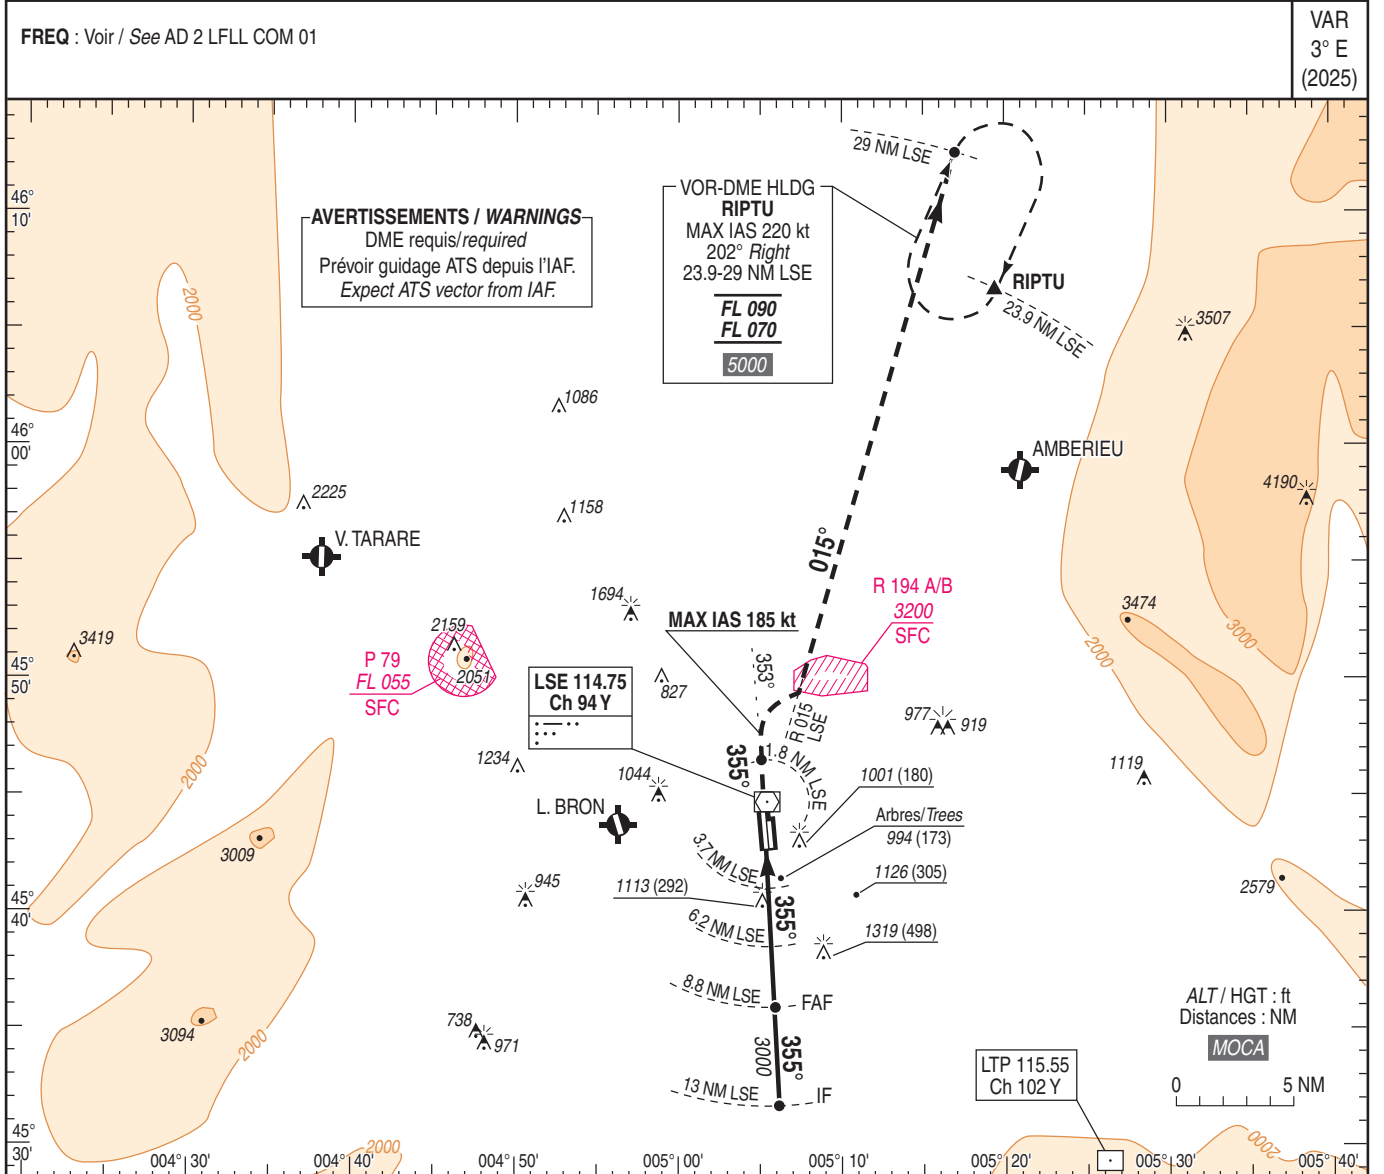 FREQ : Voir / See AD 2 LFLL COM 01
VAR
3° E
(2025)
29 NM LSE
46°
10'
AVERTISSEMENTS / WARNINGS
DME requis/required
Prévoir guidage ATS depuis l'IAF.
Expect ATS vector from IAF.
VOR-DME HLDG
RIPTU
MAX IAS 220 kt
202° Right
23.9-29 NM LSE
FL 090
FL 070
5000
RIPTU
23.9 NM LSE
2000
3507
1086
46°
00'
AMBERIEU
4190
2225
1158
V. TARARE
015°
R 194 A/B
3200
SFC
1694
MAX IAS 185 kt
3474
3000
2000
3419
2159
2051
P 79
FL 055
SFC
45°
50'
827
353°
LSE 114.75
Ch 94 Y
R 015
LSE
977
919
2000
1234
1044
355°
1.8 NM LSE
1119
1001 (180)
L. BRON
Arbres/Trees
994 (173)
3009
3.7 NM LSE
1126 (305)
2579
945
1113 (292)
355°
45°
40'
6.2 NM LSE
1319 (498)
8.8 NM LSE
FAF
ALT / HGT : ft
Distances : NM
MOCA
3094
2000
738
971
3000
355°
LTP 115.55
Ch 102 Y
0
5 NM
13 NM LSE
IF
45°
30'
2000
2000
004°30'
004°40'
004°50'
005°00'
005°10'
005°20'
005°30'
005°40'